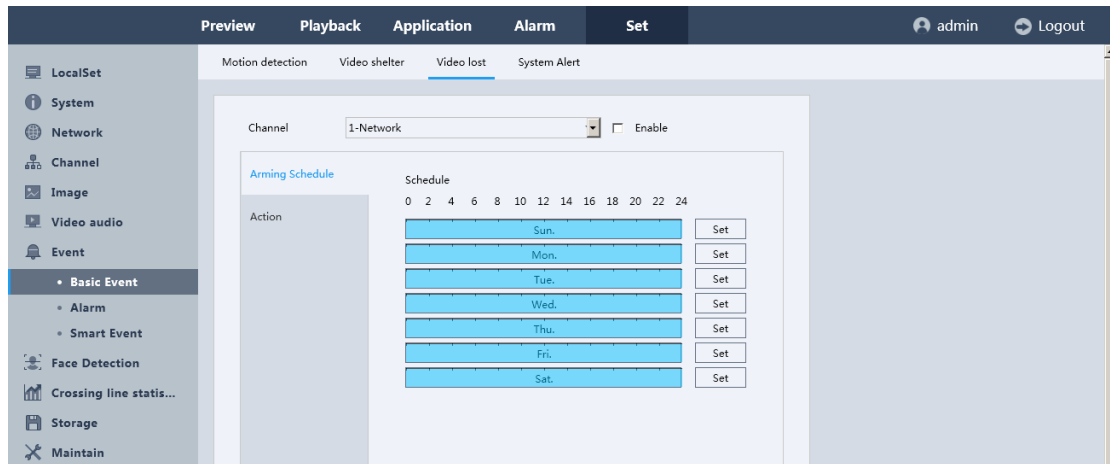 Preview Playback Application Alarm Set admin Logout
Motion detection Video shelter Video lost System Alert
LocalSet
System
Network
Channel
Image
Video audio
Event
Basic Event
Alarm
Smart Event
Face Detection
Crossing line statis...
Storage
Maintain
Channel 1-Network Enable
Arming Schedule
Action
Schedule
0 2 4 6 8 10 12 14 16 18 20 22 24
Sun. Set
Mon. Set
Tue. Set
Wed. Set
Thu. Set
Fri. Set
Sat. Set